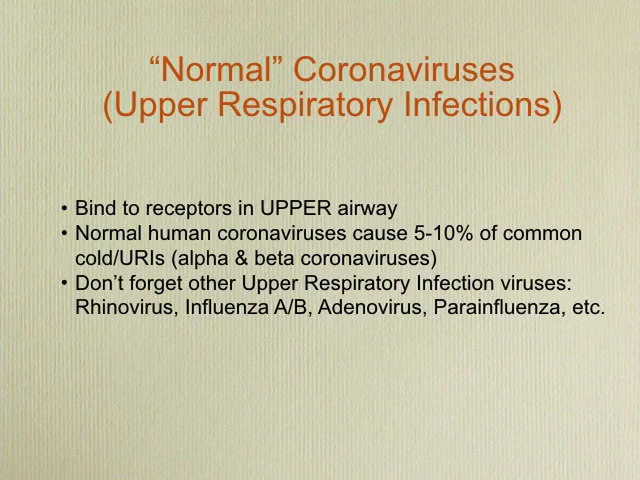 “Normal” Coronaviruses
(Upper Respiratory Infections)
• Bind to receptors in UPPER airway
• Normal human coronaviruses cause 5-10% of common
cold/URIs (alpha & beta coronaviruses)
• Don’t forget other Upper Respiratory Infection viruses:
Rhinovirus, Influenza A/B, Adenovirus, Parainfluenza, etc.